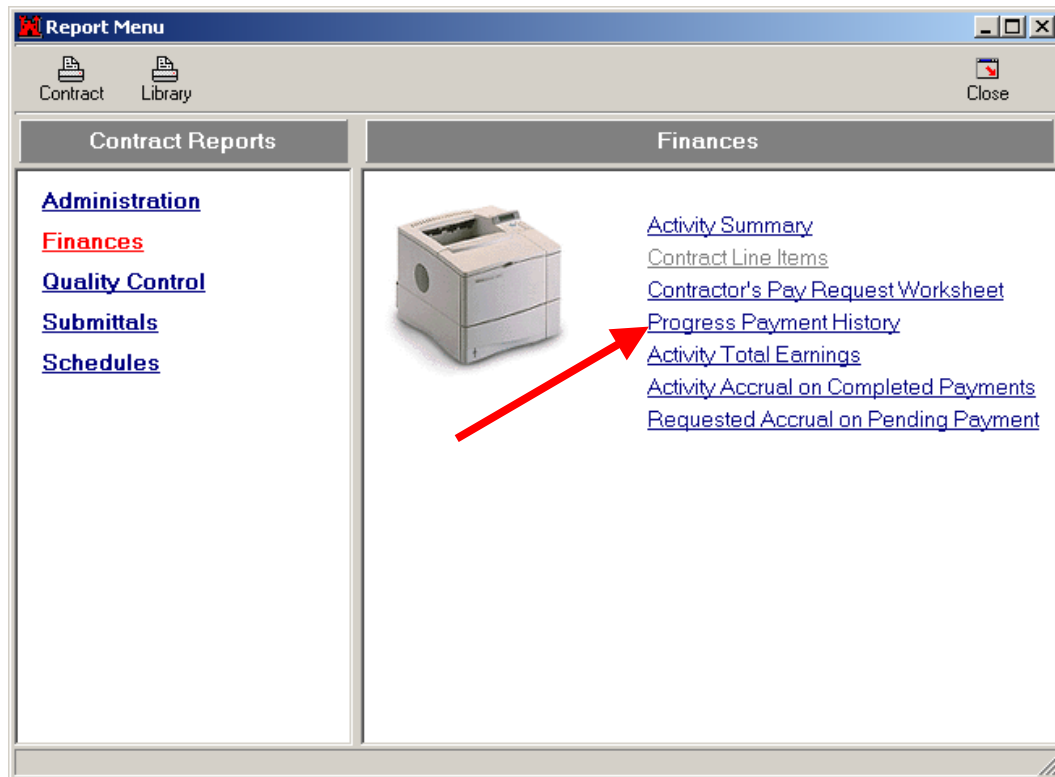 Report Menu
Contract Library Close
Contract Reports
Finances
Administration
Finances
Quality Control
Submittals
Schedules
Activity Summary
Contract Line Items
Contractor's Pay Request Worksheet
Progress Payment History
Activity Total Earnings
Activity Accrual on Completed Payments
Requested Accrual on Pending Payment